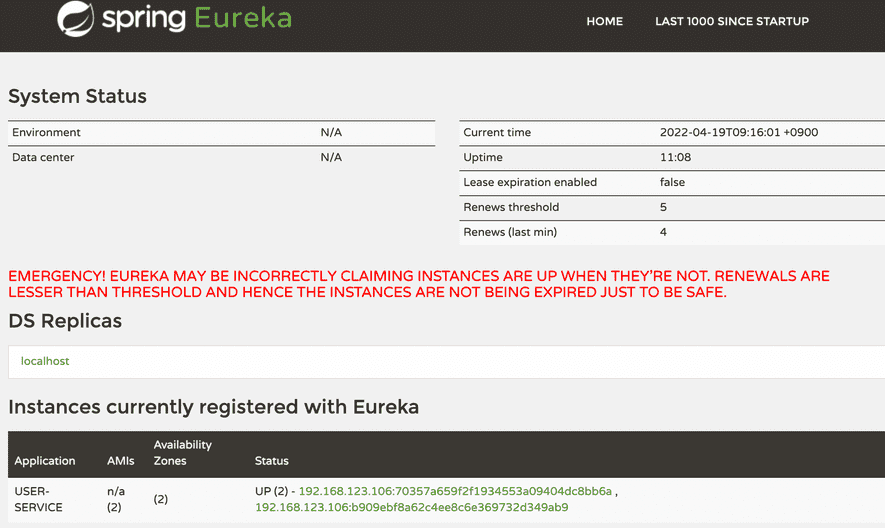 spring Eureka
HOME LAST 1000 SINCE STARTUP
System Status
Environment N/A
Data center N/A
Current time 2022-04-19T09:16:01 +0900
Uptime 11:08
Lease expiration enabled false
Renews threshold 5
Renews (last min) 4
EMERGENCY! EUREKA MAY BE INCORRECTLY CLAIMING INSTANCES ARE UP WHEN THEY'RE NOT. RENEWALS ARE
LESSER THAN THRESHOLD AND HENCE THE INSTANCES ARE NOT BEING EXPIRED JUST TO BE SAFE.
DS Replicas
localhost
Instances currently registered with Eureka
Application AMIs Availability Zones Status
USER-SERVICE n/a (2) (2) UP (2) - 192.168.123.106:70357a659f2f1934553a09404dc8bb6a ,
192.168.123.106:b909ebf8a62c4ee8c6e369732d349ab9